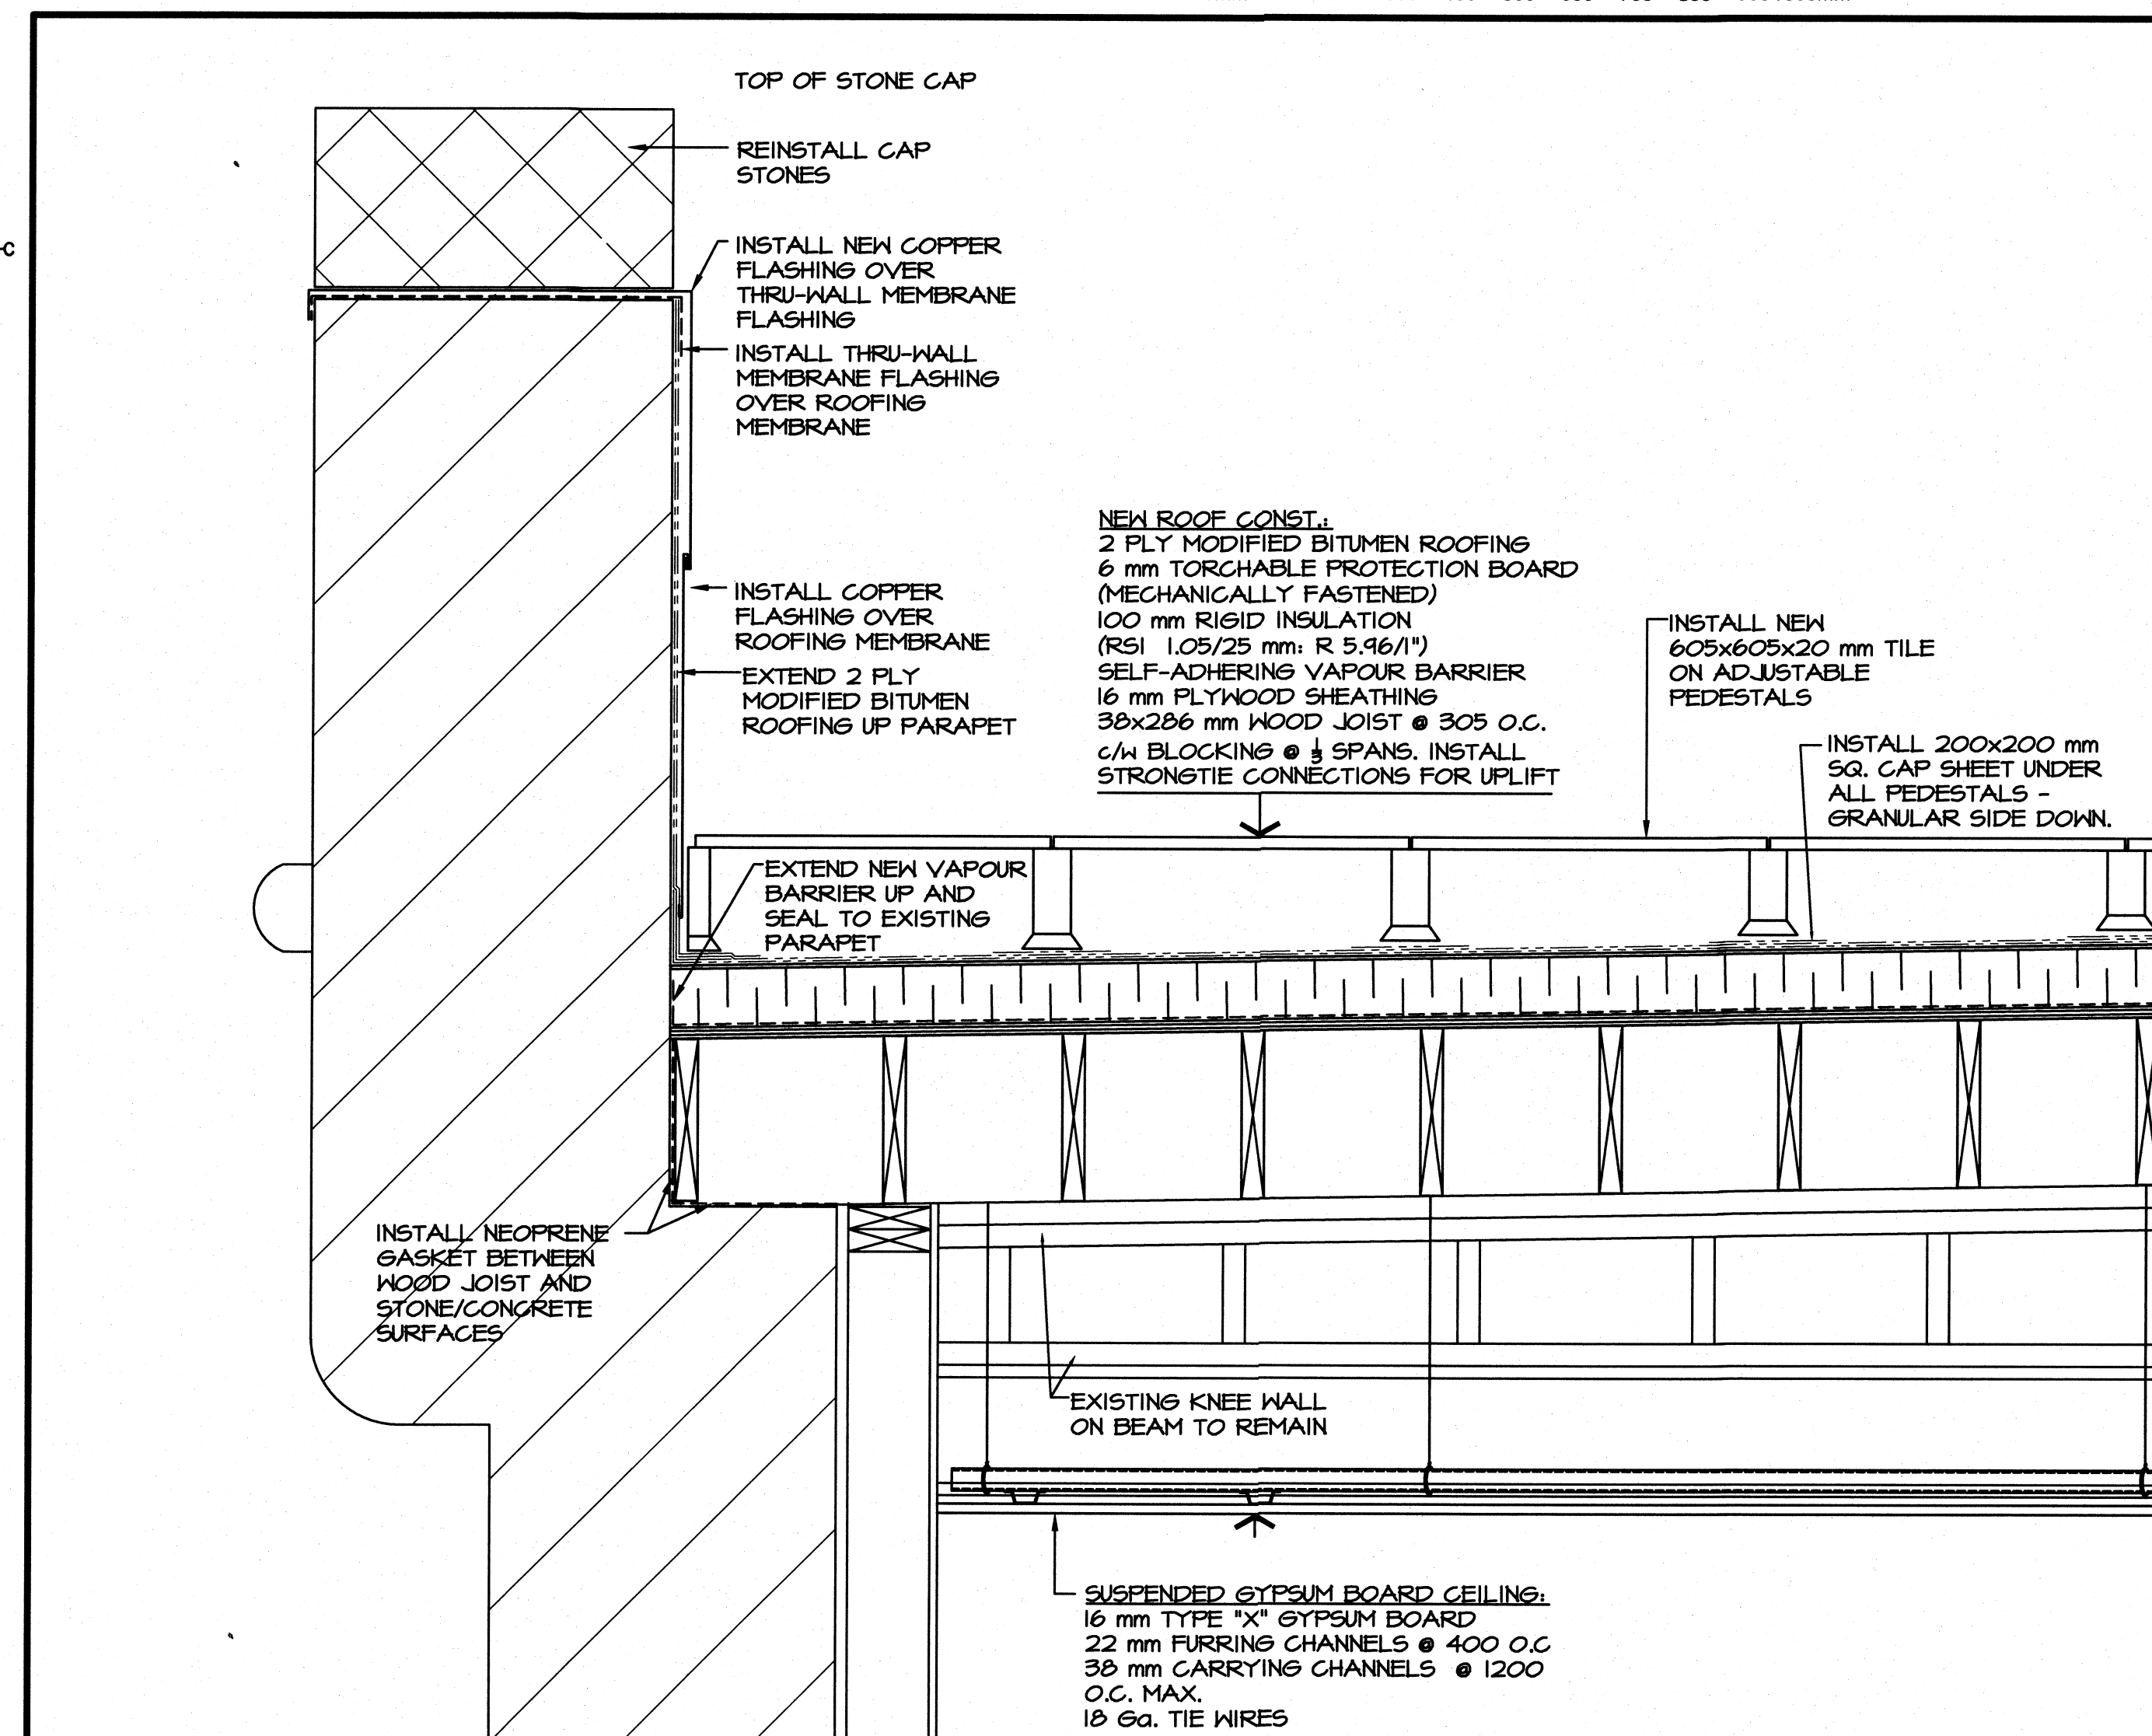 TOP OF STONE CAP
REINSTALL CAP
STONES
C
INSTALL NEW COPPER
FLASHING OVER
THRU-WALL MEMBRANE
FLASHING
INSTALL THRU-WALL
MEMBRANE FLASHING
OVER ROOFING
MEMBRANE
NEW ROOF CONST.:
2 PLY MODIFIED BITUMEN ROOFING
6 mm TORCHABLE PROTECTION BOARD
(MECHANICALLY FASTENED)
100 mm RIGID INSULATION
(RSI 1.05/25 mm: R 5.96/1")
SELF-ADHERING VAPOUR BARRIER
16 mm PLYWOOD SHEATHING
38x286 mm WOOD JOIST @ 305 O.C.
c/w BLOCKING @ 1/3 SPANS. INSTALL
STRONGTIE CONNECTIONS FOR UPLIFT
INSTALL COPPER
FLASHING OVER
ROOFING MEMBRANE
EXTEND 2 PLY
MODIFIED BITUMEN
ROOFING UP PARAPET
INSTALL NEW
605x605x20 mm TILE
ON ADJUSTABLE
PEDESTALS
INSTALL 200x200 mm
SQ. CAP SHEET UNDER
ALL PEDESTALS -
GRANULAR SIDE DOWN.
EXTEND NEW VAPOUR
BARRIER UP AND
SEAL TO EXISTING
PARAPET
INSTALL NEOPRENE
GASKET BETWEEN
WOOD JOIST AND
STONE/CONCRETE
SURFACES
EXISTING KNEE WALL
ON BEAM TO REMAIN
SUSPENDED GYPSUM BOARD CEILING:
16 mm TYPE "X" GYPSUM BOARD
22 mm FURRING CHANNELS @ 400 O.C
38 mm CARRYING CHANNELS @ 1200
O.C. MAX.
18 Ga. TIE WIRES